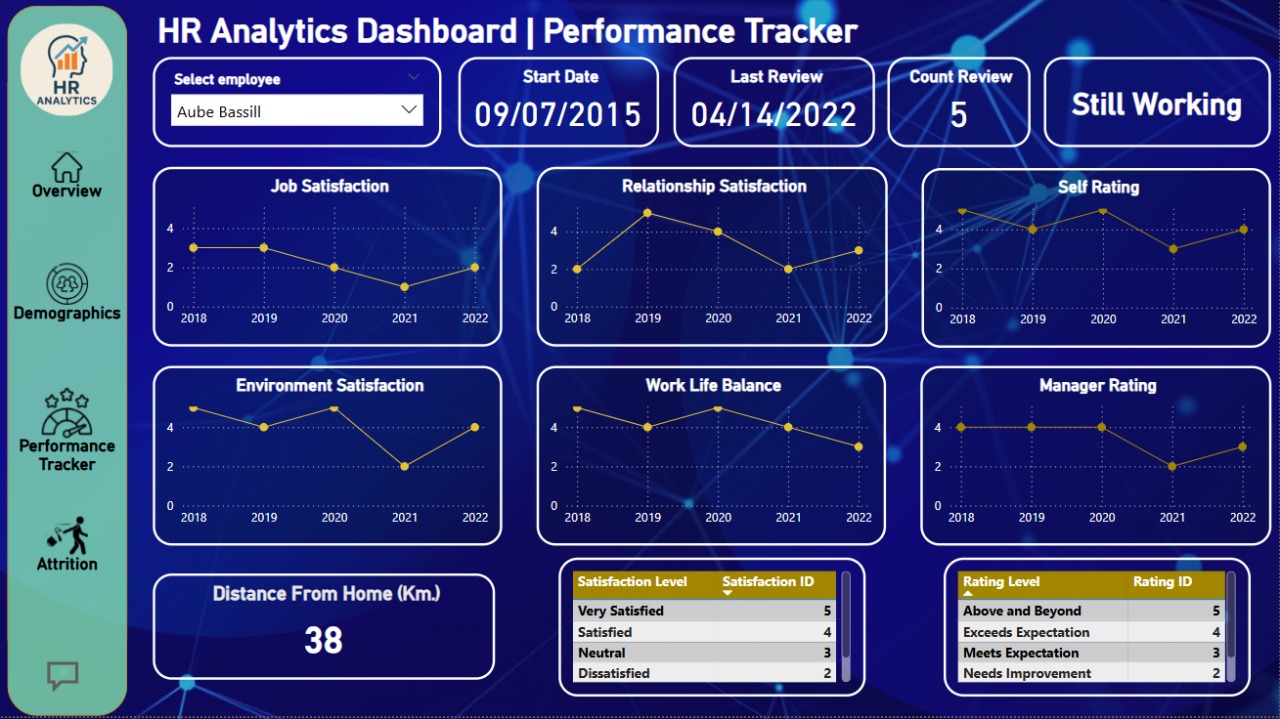 HR Analytics Dashboard | Performance Tracker
HR
ANALYTICS
Overview
Demographics
Performance
Tracker
Attrition
Select employee
Aube Bassill
Start Date
09/07/2015
Last Review
04/14/2022
Count Review
5
Still Working
Job Satisfaction
4
2
0
2018 2019 2020 2021 2022
Relationship Satisfaction
4
2
0
2018 2019 2020 2021 2022
Self Rating
4
2
0
2018 2019 2020 2021 2022
Environment Satisfaction
4
2
0
2018 2019 2020 2021 2022
Work Life Balance
4
2
0
2018 2019 2020 2021 2022
Manager Rating
4
2
0
2018 2019 2020 2021 2022
Distance From Home (Km.)
38
Satisfaction Level Satisfaction ID
Very Satisfied 5
Satisfied 4
Neutral 3
Dissatisfied 2
Rating Level Rating ID
Above and Beyond 5
Exceeds Expectation 4
Meets Expectation 3
Needs Improvement 2